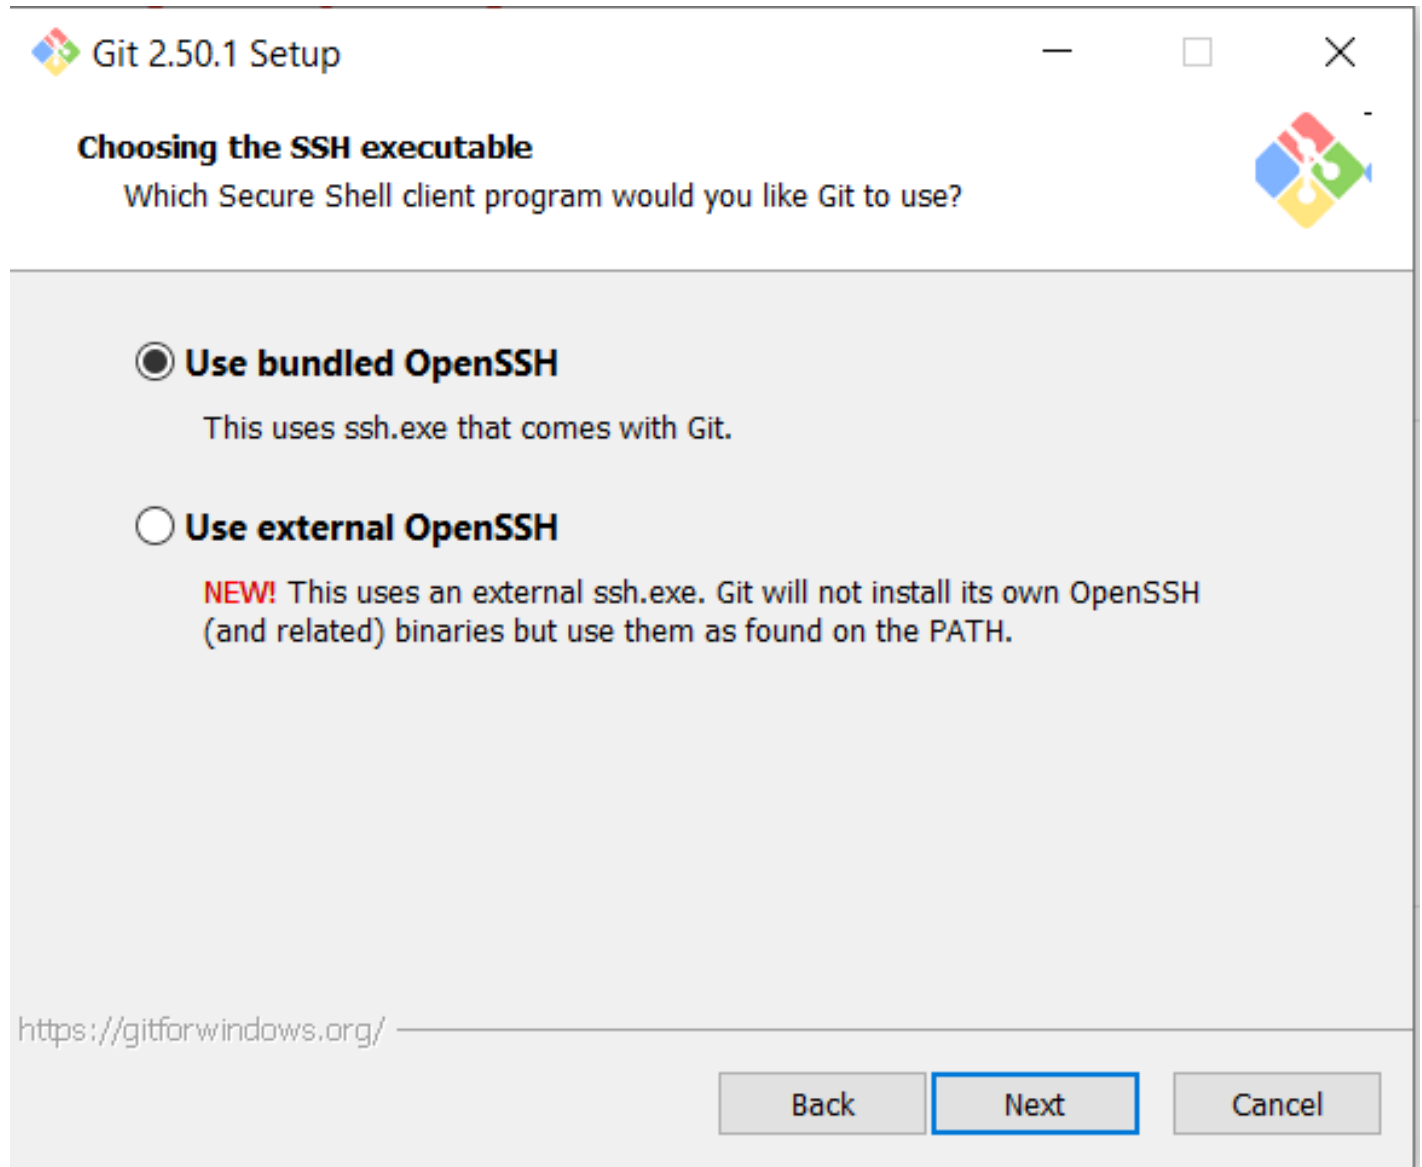 Git 2.50.1 Setup
Choosing the SSH executable
Which Secure Shell client program would you like Git to use?
Use bundled OpenSSH
This uses ssh.exe that comes with Git.
Use external OpenSSH
NEW! This uses an external ssh.exe. Git will not install its own OpenSSH
(and related) binaries but use them as found on the PATH.
https://gitforwindows.org/
Back Next Cancel